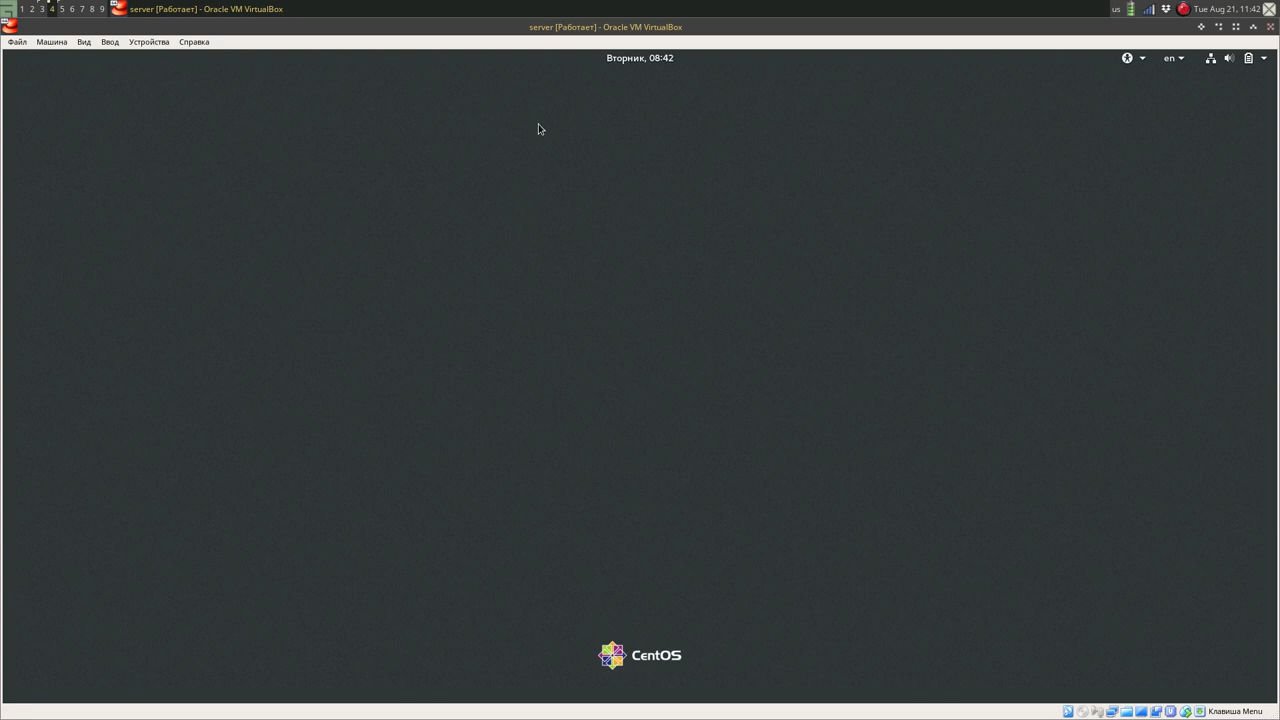 1 2 3 4 5 6 7 8 9 server [Работает] - Oracle VM VirtualBox us Tue Aug 21, 11:42
server [Работает] - Oracle VM VirtualBox
Файл Машина Вид Ввод Устройства Справка
Вторник, 08:42 en
CentOS
Клавиша Menu